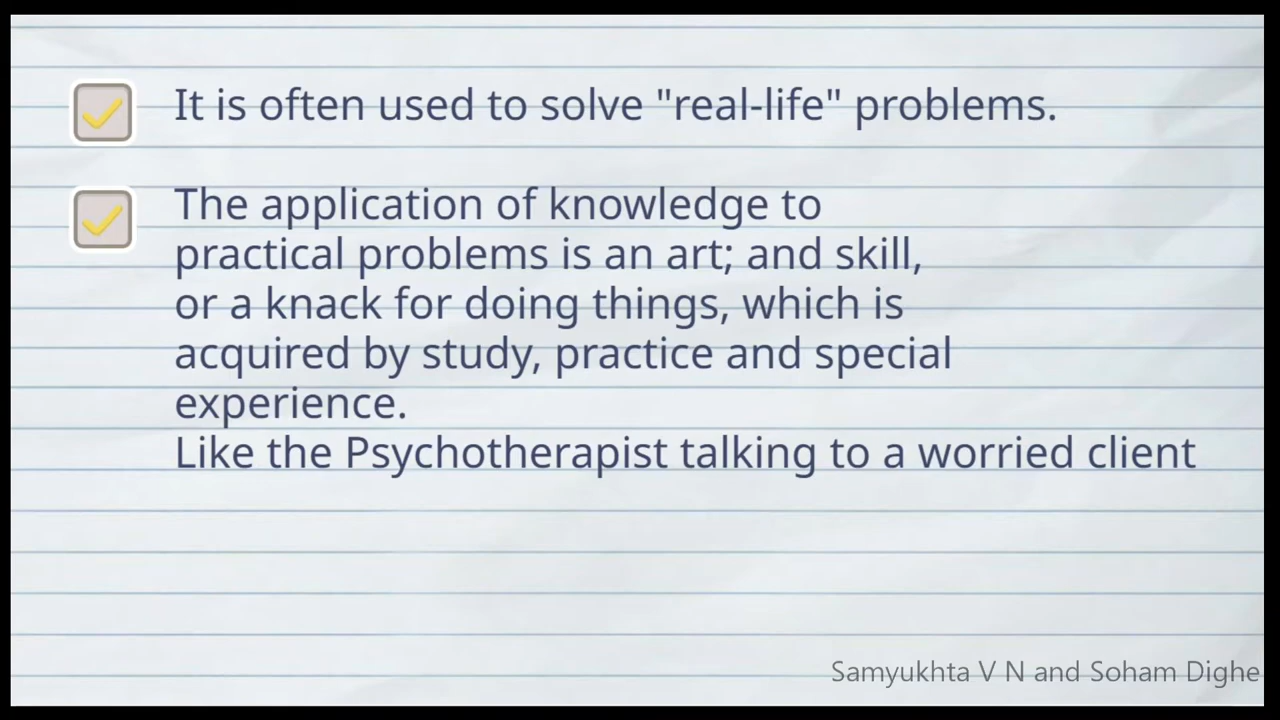 It is often used to solve "real-life" problems.
The application of knowledge to
practical problems is an art; and skill,
or a knack for doing things, which is
acquired by study, practice and special
experience.
Like the Psychotherapist talking to a worried client
Samyukhta V N and Soham Dighe